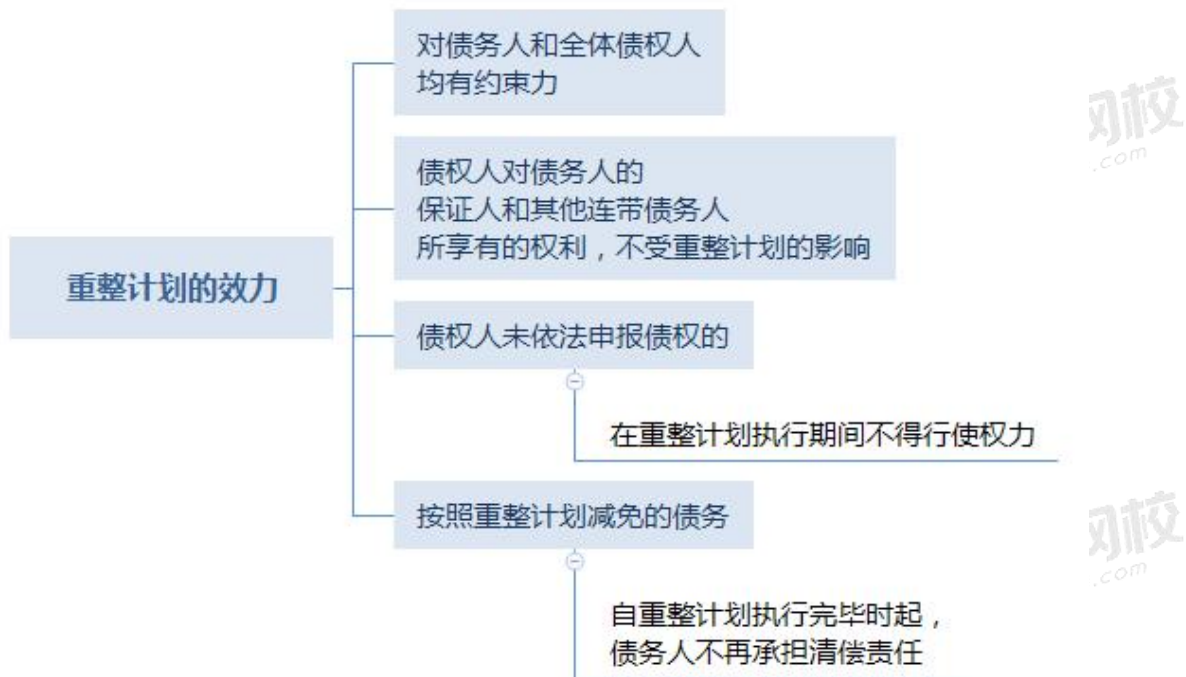 对债务人和全体债权人
均有约束力
网校
.com
债权人对债务人的
保证人和其他连带债务人
所享有的权利，不受重整计划的影响
重整计划的效力
债权人未依法申报债权的
在重整计划执行期间不得行使权力
按照重整计划减免的债务
网校
.com
自重整计划执行完毕时起，
债务人不再承担清偿责任